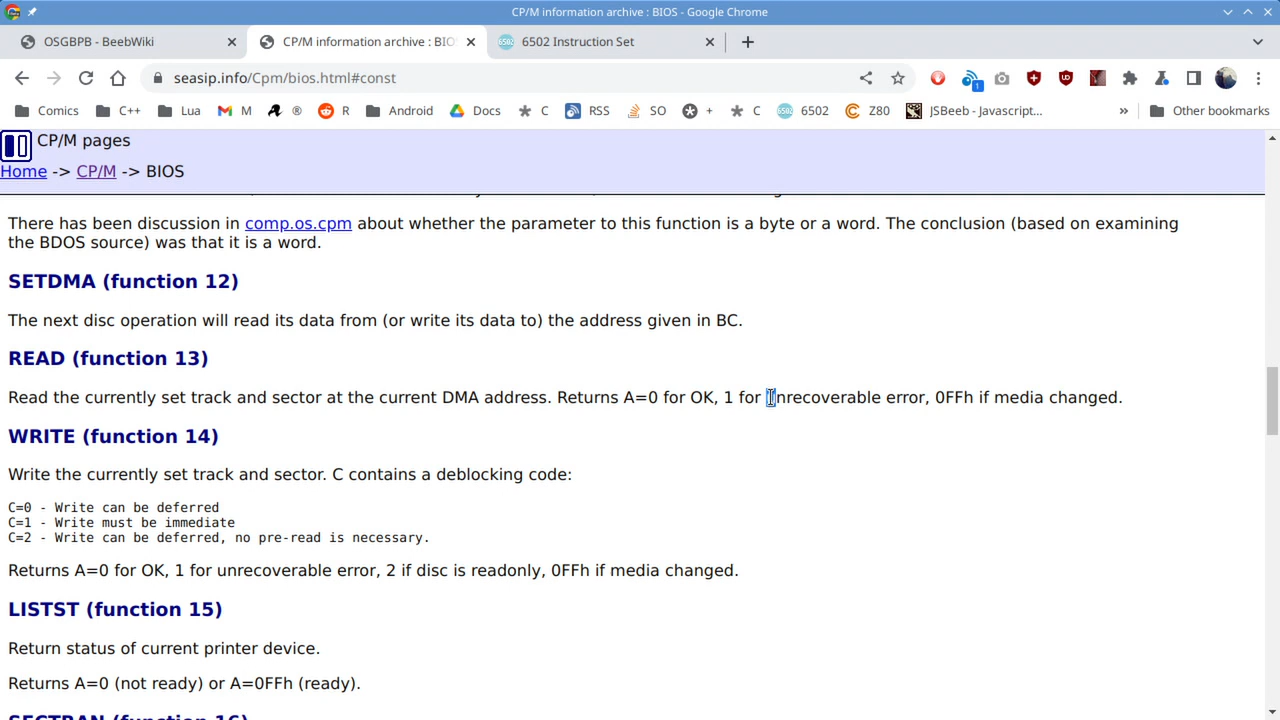 CP/M information archive : BIOS - Google Chrome
OSGBPB - BeebWiki
CP/M information archive : BIOS
6502 Instruction Set
seasip.info/Cpm/bios.html#const
1
Comics
C++
Lua
M
®
R
Android
Docs
C
RSS
SO
+
C
6502
Z80
JSBeeb - Javascript...
»
Other bookmarks
CP/M pages
Home -> CP/M -> BIOS
There has been discussion in comp.os.cpm about whether the parameter to this function is a byte or a word. The conclusion (based on examining
the BDOS source) was that it is a word.
SETDMA (function 12)
The next disc operation will read its data from (or write its data to) the address given in BC.
READ (function 13)
Read the currently set track and sector at the current DMA address. Returns A=0 for OK, 1 for unrecoverable error, 0FFh if media changed.
WRITE (function 14)
Write the currently set track and sector. C contains a deblocking code:
C=0 - Write can be deferred
C=1 - Write must be immediate
C=2 - Write can be deferred, no pre-read is necessary.
Returns A=0 for OK, 1 for unrecoverable error, 2 if disc is readonly, 0FFh if media changed.
LISTST (function 15)
Return status of current printer device.
Returns A=0 (not ready) or A=0FFh (ready).
SECTRAN (function 16)